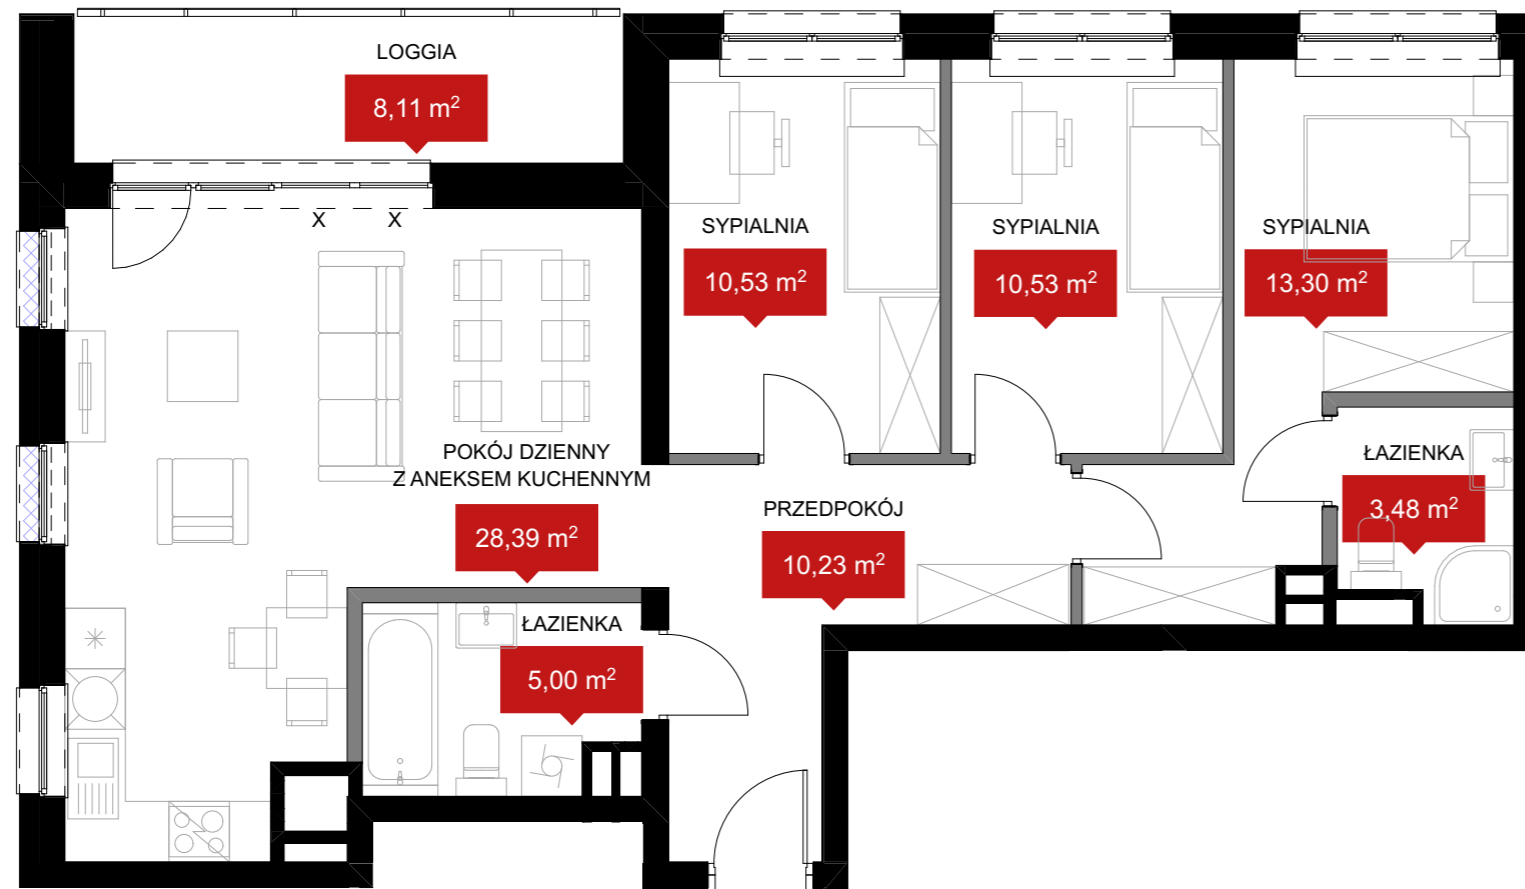 LOGGIA
8,11 m²
X X
SYPIALNIA
10,53 m²
SYPIALNIA
10,53 m²
SYPIALNIA
13,30 m²
POKÓJ DZIENNY
Z ANEKSEM KUCHENNYM
28,39 m²
PRZEDPOKÓJ
10,23 m²
ŁAZIENKA
3,48 m²
ŁAZIENKA
5,00 m²